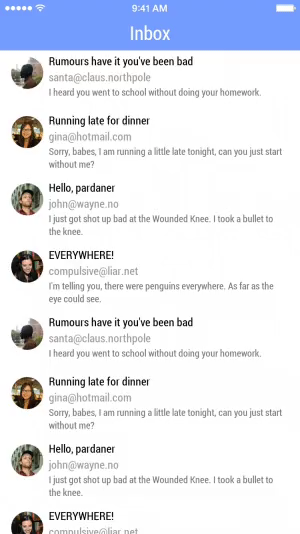 9:41 AM
Inbox
Rumours have it you've been bad
santa@claus.northpole
I heard you went to school without doing your homework.
Running late for dinner
gina@hotmail.com
Sorry, babes, I am running a little late tonight, can you just start
without me?
Hello, pardaner
john@wayne.no
I just got shot up bad at the Wounded Knee. I took a bullet to
the knee.
EVERYWHERE!
compulsive@liar.net
I'm telling you, there were penguins everywhere. As far as the
eye could see.
Rumours have it you've been bad
santa@claus.northpole
I heard you went to school without doing your homework.
Running late for dinner
gina@hotmail.com
Sorry, babes, I am running a little late tonight, can you just start
without me?
Hello, pardaner
john@wayne.no
I just got shot up bad at the Wounded Knee. I took a bullet to
the knee.
EVERYWHERE!
compulsive@liar.net